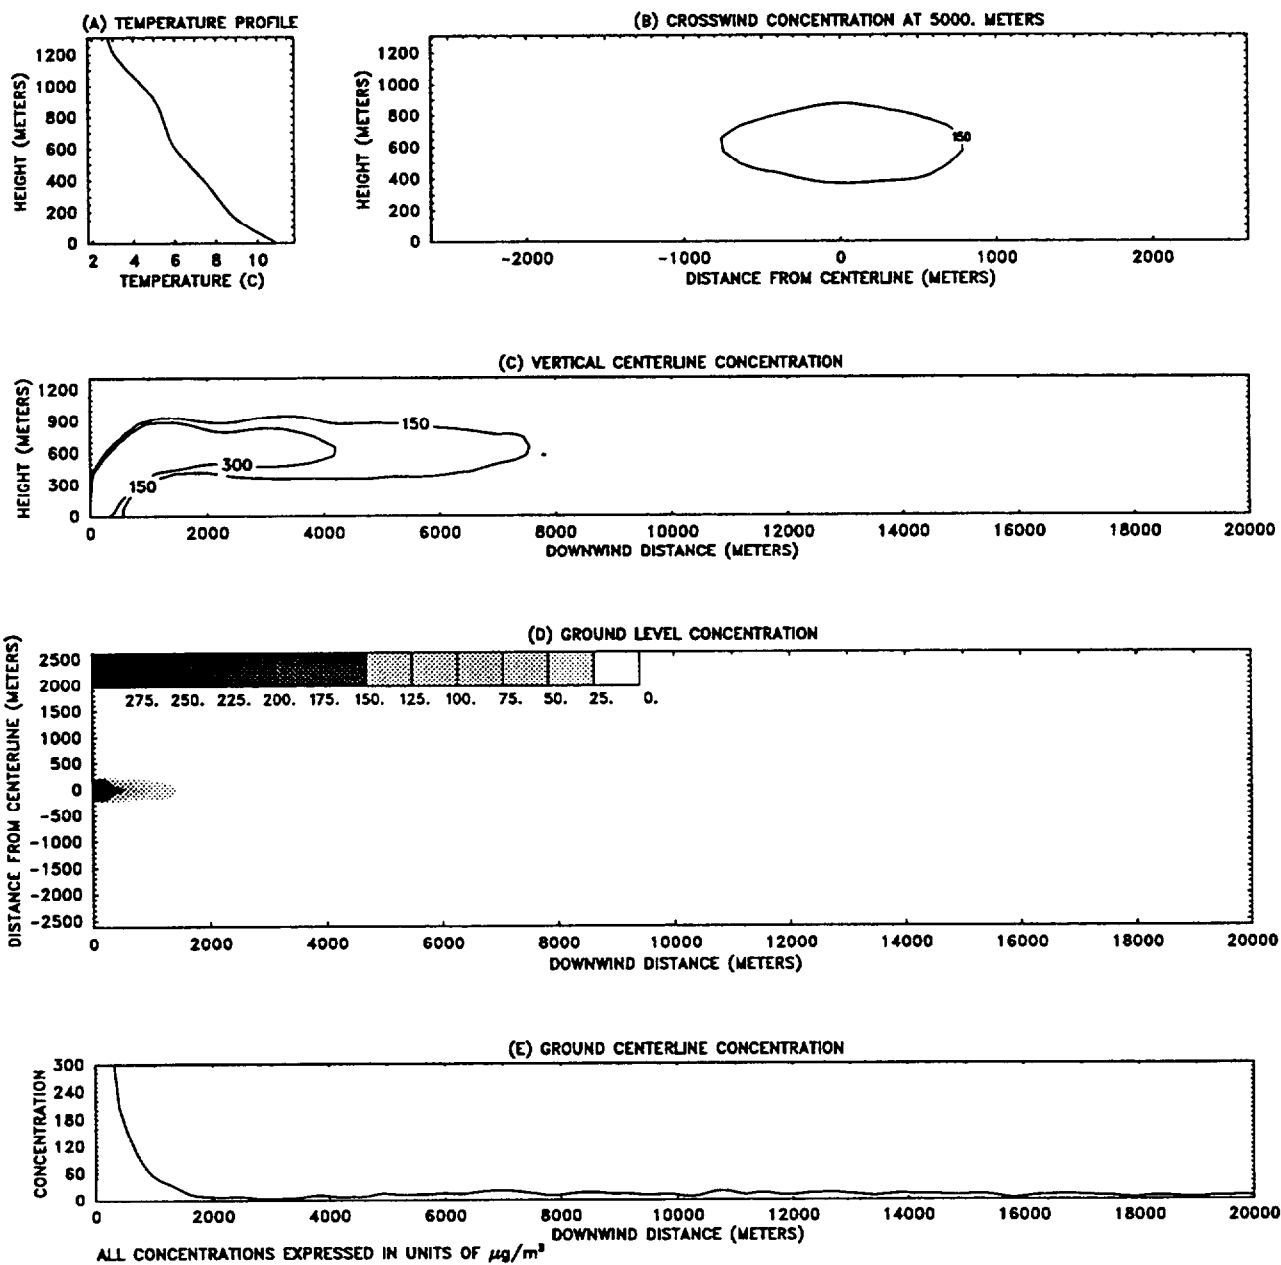 (A) TEMPERATURE PROFILE
1200
1000
800
600
400
200
0
HEIGHT (METERS)
2 4 6 8 10
TEMPERATURE (C)
(B) CROSSWIND CONCENTRATION AT 5000. METERS
1200
1000
800
600
400
200
0
HEIGHT (METERS)
150
-2000 -1000 -0 1000 2000
DISTANCE FROM CENTERLINE (METERS)
(C) VERTICAL CENTERLINE CONCENTRATION
1200
900
600
300
0
HEIGHT (METERS)
150
300
150
0 2000 4000 6000 8000 10000 12000 14000 16000 18000 20000
DOWNWIND DISTANCE (METERS)
(D) GROUND LEVEL CONCENTRATION
2500
2000
1500
1000
500
0
-500
-1000
-1500
-2000
-2500
DISTANCE FROM CENTERLINE (METERS)
275. 250. 225. 200. 175. 150. 125. 100. 75. 50. 25. 0.
0 2000 4000 6000 8000 10000 12000 14000 16000 18000 20000
DOWNWIND DISTANCE (METERS)
(E) GROUND CENTERLINE CONCENTRATION
300
240
180
120
60
0
CONCENTRATION
0 2000 4000 6000 8000 10000 12000 14000 16000 18000 20000
DOWNWIND DISTANCE (METERS)
ALL CONCENTRATIONS EXPRESSED IN UNITS OF μg/m³